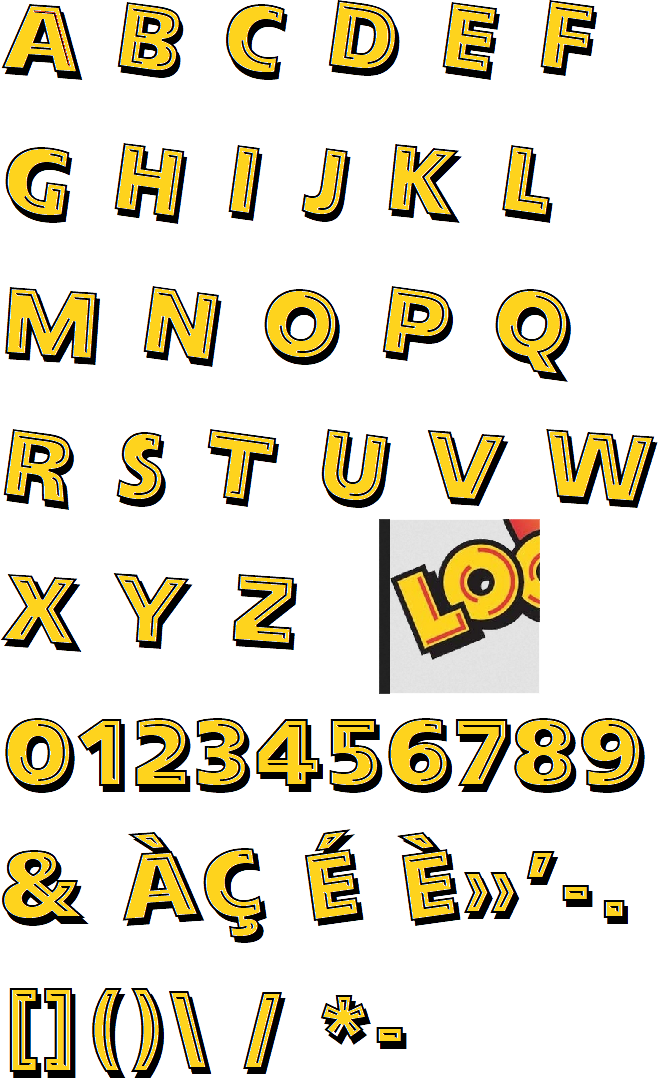 A B C D E F
G H I J K L
M N O P Q
R S T U V W
X Y Z
LOO
0123456789
& À Ç É È»'-.
[]()\ / *-